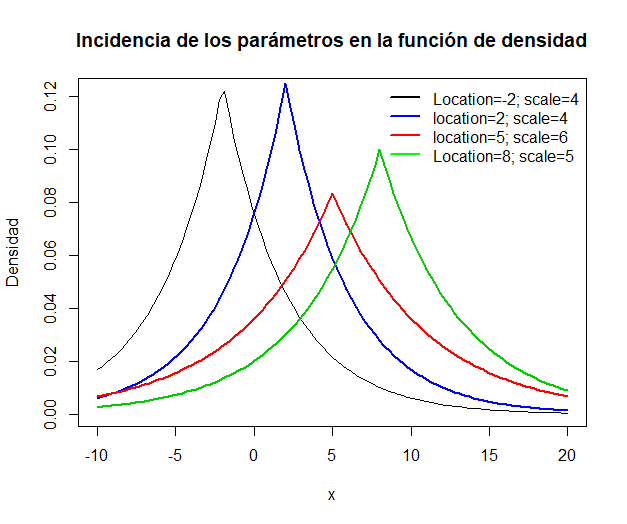 Incidencia de los parámetros en la función de densidad
Location=-2; scale=4
location=2; scale=4
location=5; scale=6
Location=8; scale=5
Densidad
0.12
0.10
0.08
0.06
0.04
0.02
0.00
-10 -5 0 5 10 15 20
x